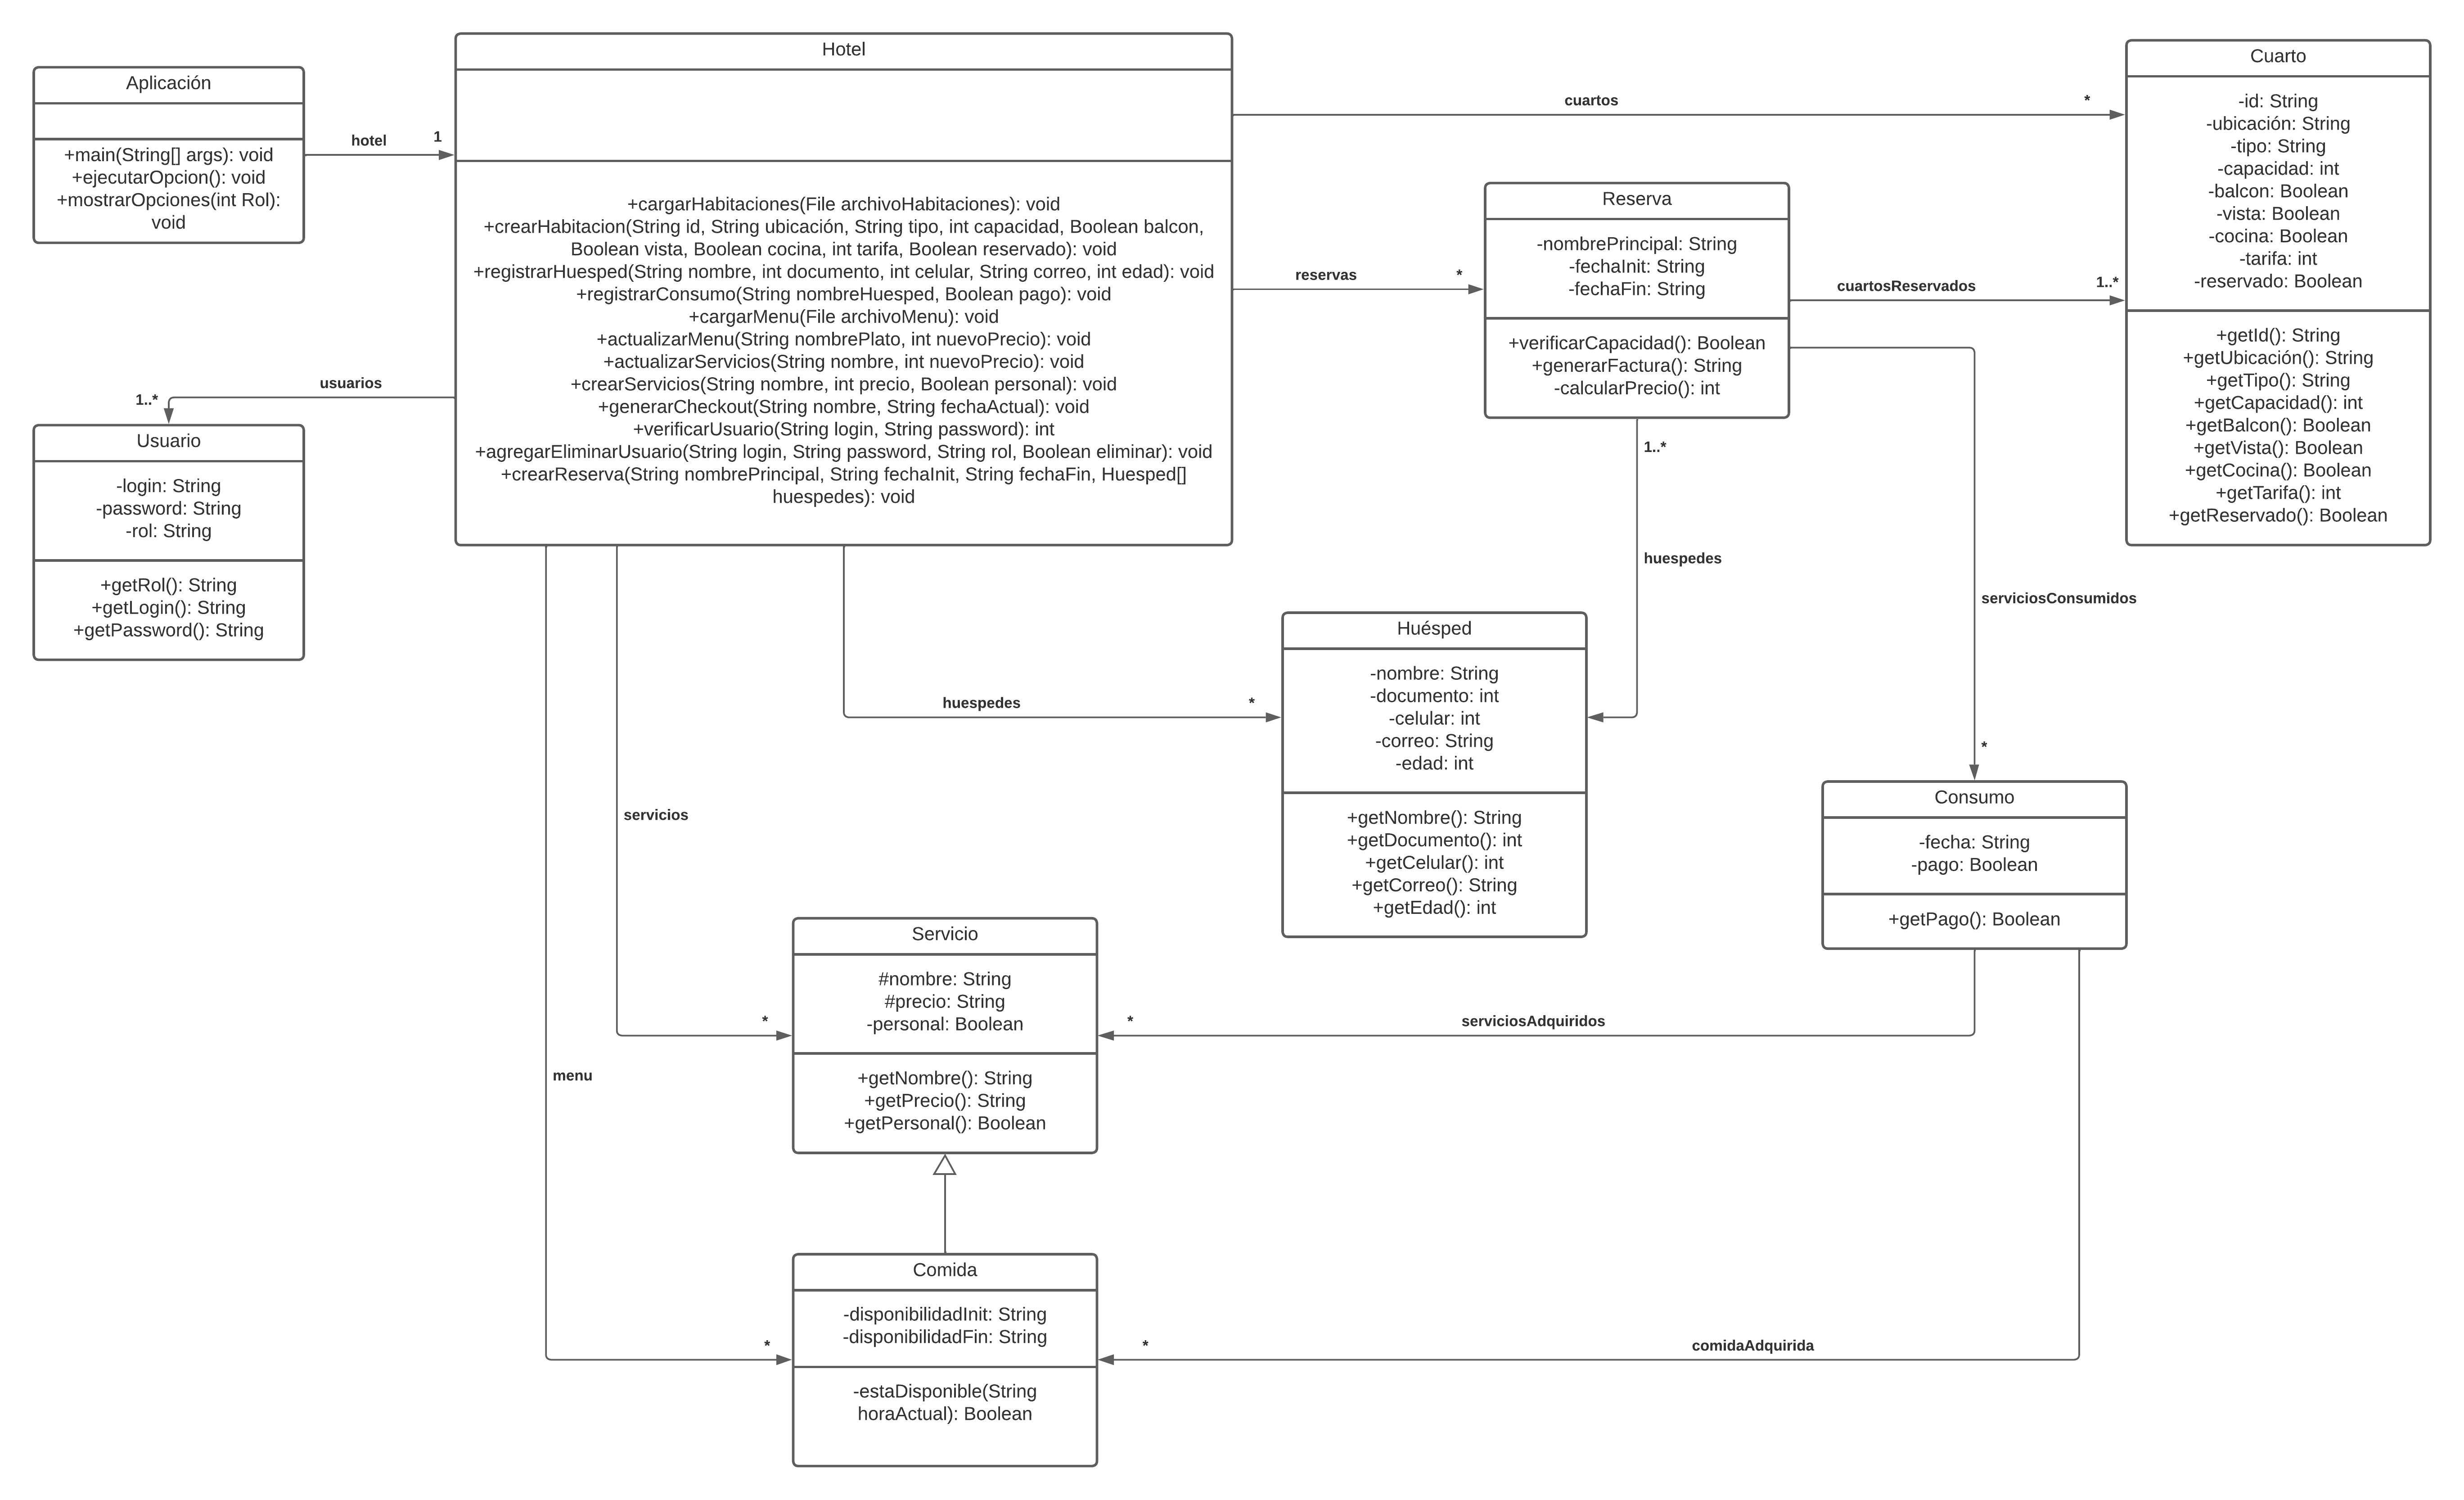 Aplicación
+main(String[] args): void
+ejecutarOpcion(): void
+mostrarOpciones(int Rol):
void
hotel
1
Hotel
+cargarHabitaciones(File archivoHabitaciones): void
+crearHabitacion(String id, String ubicación, String tipo, int capacidad, Boolean balcon,
Boolean vista, Boolean cocina, int tarifa, Boolean reservado): void
+registrarHuesped(String nombre, int documento, int celular, String correo, int edad): void
+registrarConsumo(String nombreHuesped, Boolean pago): void
+cargarMenu(File archivoMenu): void
+actualizarMenu(String nombrePlato, int nuevoPrecio): void
+actualizarServicios(String nombre, int nuevoPrecio): void
+crearServicios(String nombre, int precio, Boolean personal): void
+generarCheckout(String nombre, String fechaActual): void
+verificarUsuario(String login, String password): int
+agregarEliminarUsuario(String login, String password, String rol, Boolean eliminar): void
+crearReserva(String nombrePrincipal, String fechaInit, String fechaFin, Huesped[]
huespedes): void
cuartos
*
Cuarto
-id: String
-ubicación: String
-tipo: String
-capacidad: int
-balcon: Boolean
-vista: Boolean
-cocina: Boolean
-tarifa: int
-reservado: Boolean
+getId(): String
+getUbicación(): String
+getTipo(): String
+getCapacidad(): int
+getBalcon(): Boolean
+getVista(): Boolean
+getCocina(): Boolean
+getTarifa(): int
+getReservado(): Boolean
reservas
*
Reserva
-nombrePrincipal: String
-fechaInit: String
-fechaFin: String
+verificarCapacidad(): Boolean
+generarFactura(): String
-calcularPrecio(): int
cuartosReservados
1..*
usuarios
1..*
Usuario
-login: String
-password: String
-rol: String
+getRol(): String
+getLogin(): String
+getPassword(): String
1..*
huespedes
serviciosConsumidos
*
huespedes
*
Huésped
-nombre: String
-documento: int
-celular: int
-correo: String
-edad: int
+getNombre(): String
+getDocumento(): int
+getCelular(): int
+getCorreo(): String
+getEdad(): int
Consumo
-fecha: String
-pago: Boolean
+getPago(): Boolean
servicios
*
Servicio
#nombre: String
#precio: String
-personal: Boolean
+getNombre(): String
+getPrecio(): String
+getPersonal(): Boolean
*
serviciosAdquiridos
menu
*
Comida
-disponibilidadInit: String
-disponibilidadFin: String
-estaDisponible(String
horaActual): Boolean
*
comidaAdquirida